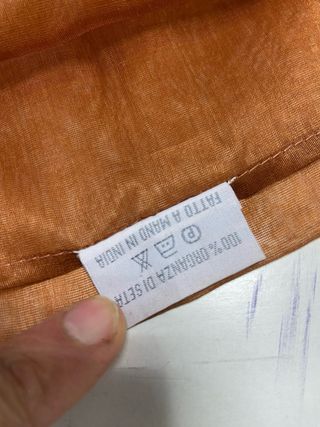 100% ORGANZA DI SETA
P
FATTO A MANO IN INDIA